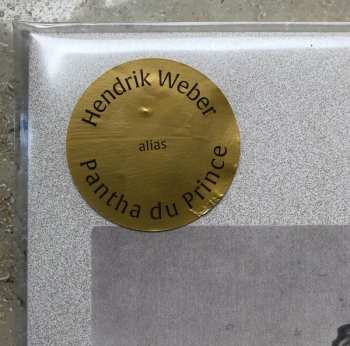 Hendrik Weber
alias
Pantha du Prince